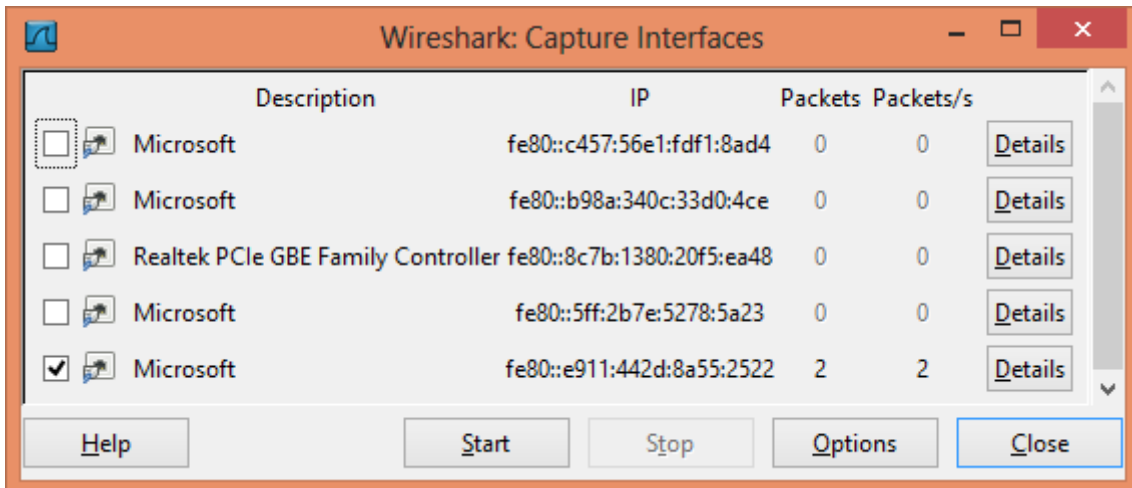 Wireshark: Capture Interfaces
Description IP Packets Packets/s
Microsoft fe80::c457:56e1:fdf1:8ad4 0 0 Details
Microsoft fe80::b98a:340c:33d0:4ce 0 0 Details
Realtek PCIe GBE Family Controller fe80::8c7b:1380:20f5:ea48 0 0 Details
Microsoft fe80::5ff:2b7e:5278:5a23 0 0 Details
Microsoft fe80::e911:442d:8a55:2522 2 2 Details
Help Start Stop Options Close